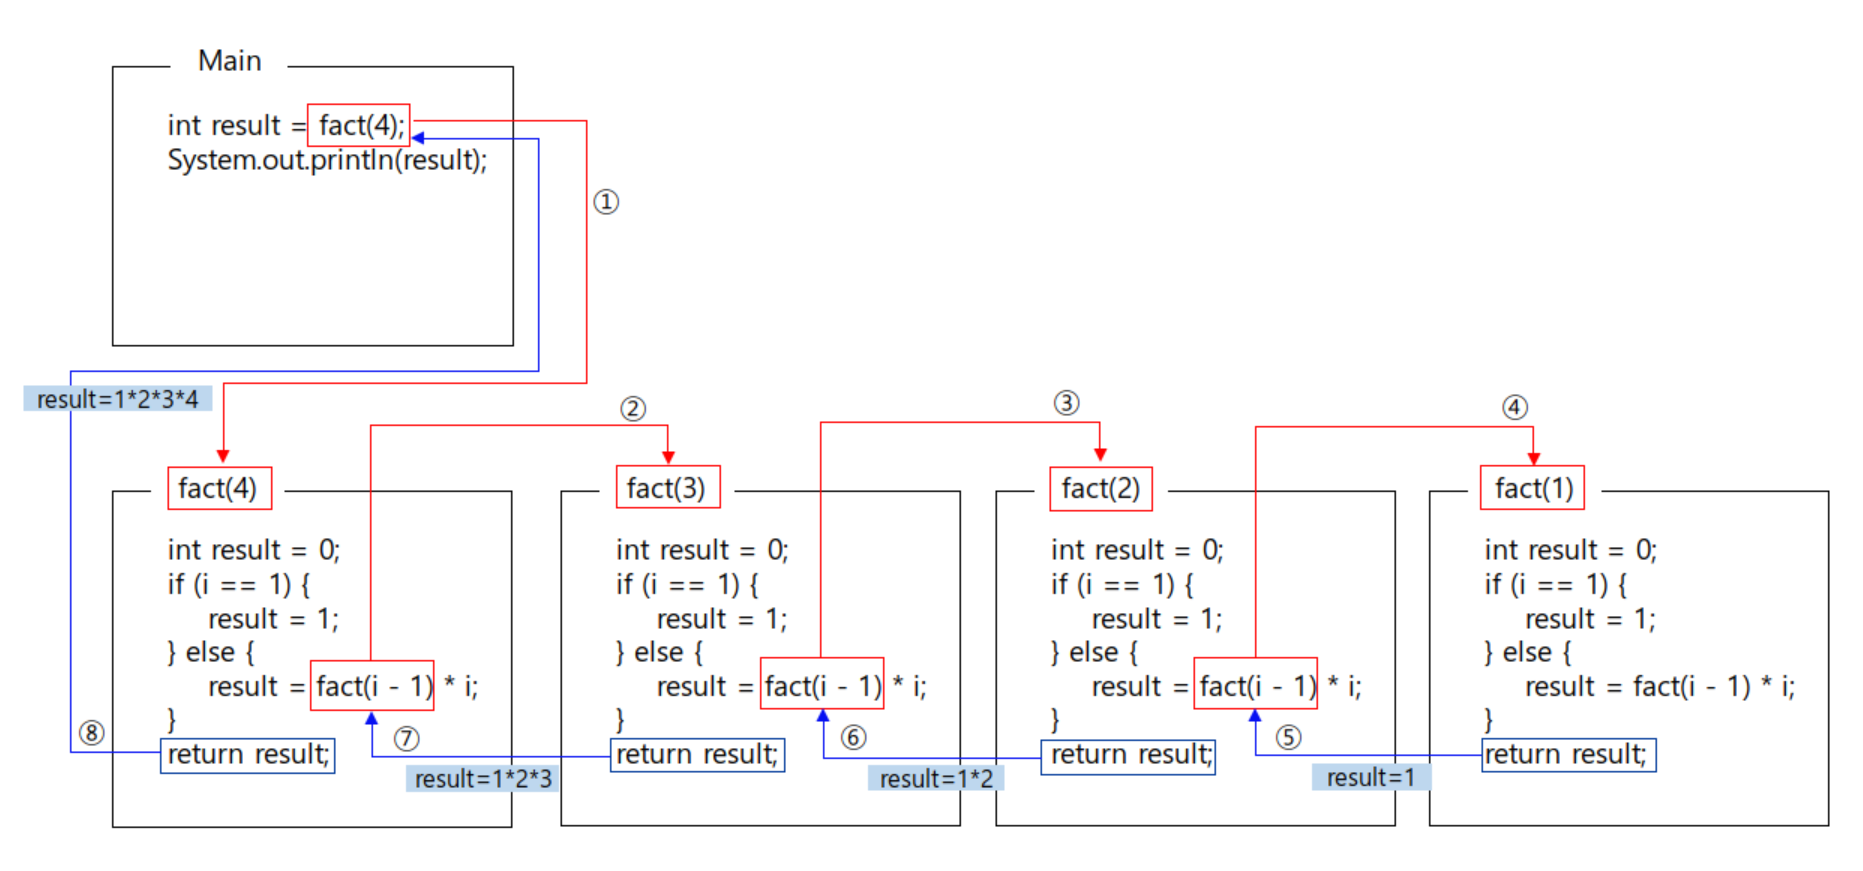 Main
int result = fact(4);
System.out.println(result);
①
result=1*2*3*4
②
③
④
fact(4)
int result = 0;
if (i == 1) {
result = 1;
} else {
result = fact(i - 1) * i;
}
return result;
⑧
⑦
result=1*2*3
fact(3)
int result = 0;
if (i == 1) {
result = 1;
} else {
result = fact(i - 1) * i;
}
return result;
⑥
result=1*2
fact(2)
int result = 0;
if (i == 1) {
result = 1;
} else {
result = fact(i - 1) * i;
}
return result;
⑤
result=1
fact(1)
int result = 0;
if (i == 1) {
result = 1;
} else {
result = fact(i - 1) * i;
}
return result;